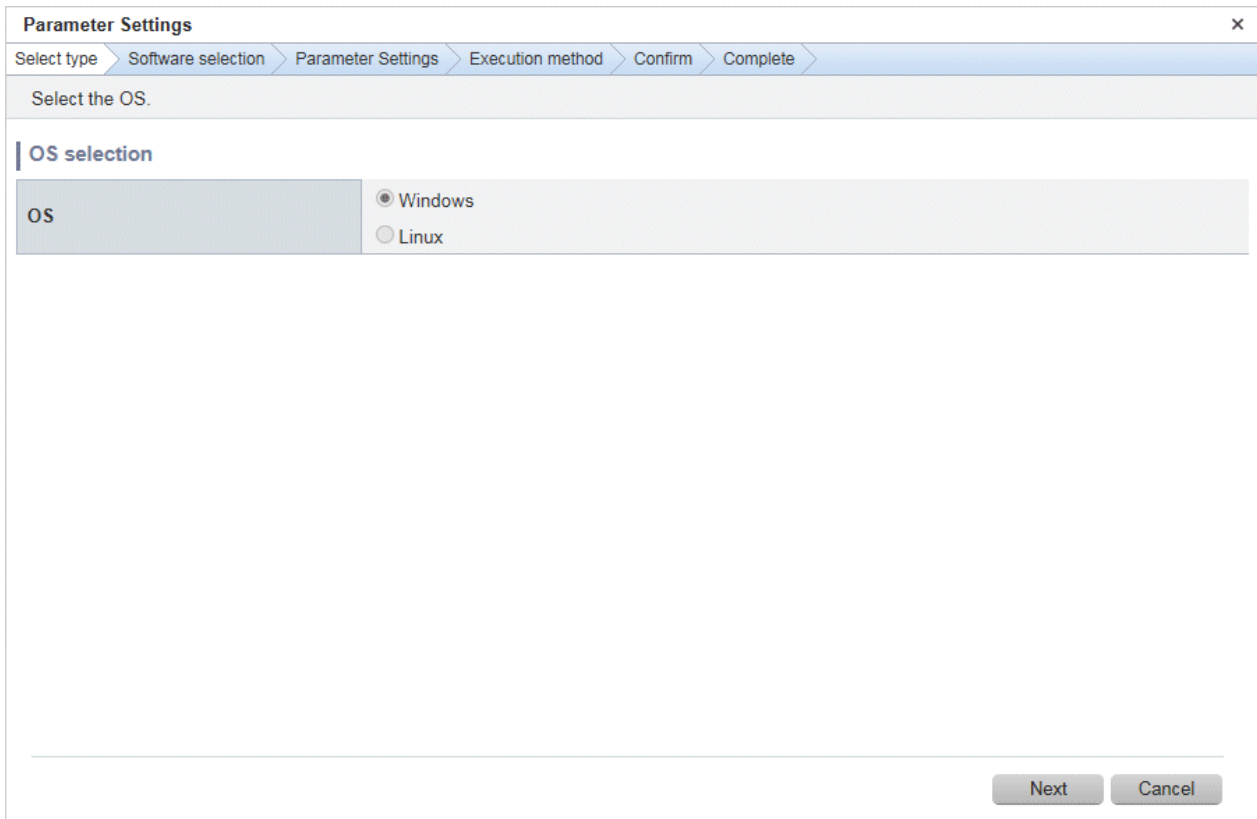 Parameter Settings ×
Select type Software selection Parameter Settings Execution method Confirm Complete
Select the OS.
OS selection
OS
Windows
Linux
Next Cancel